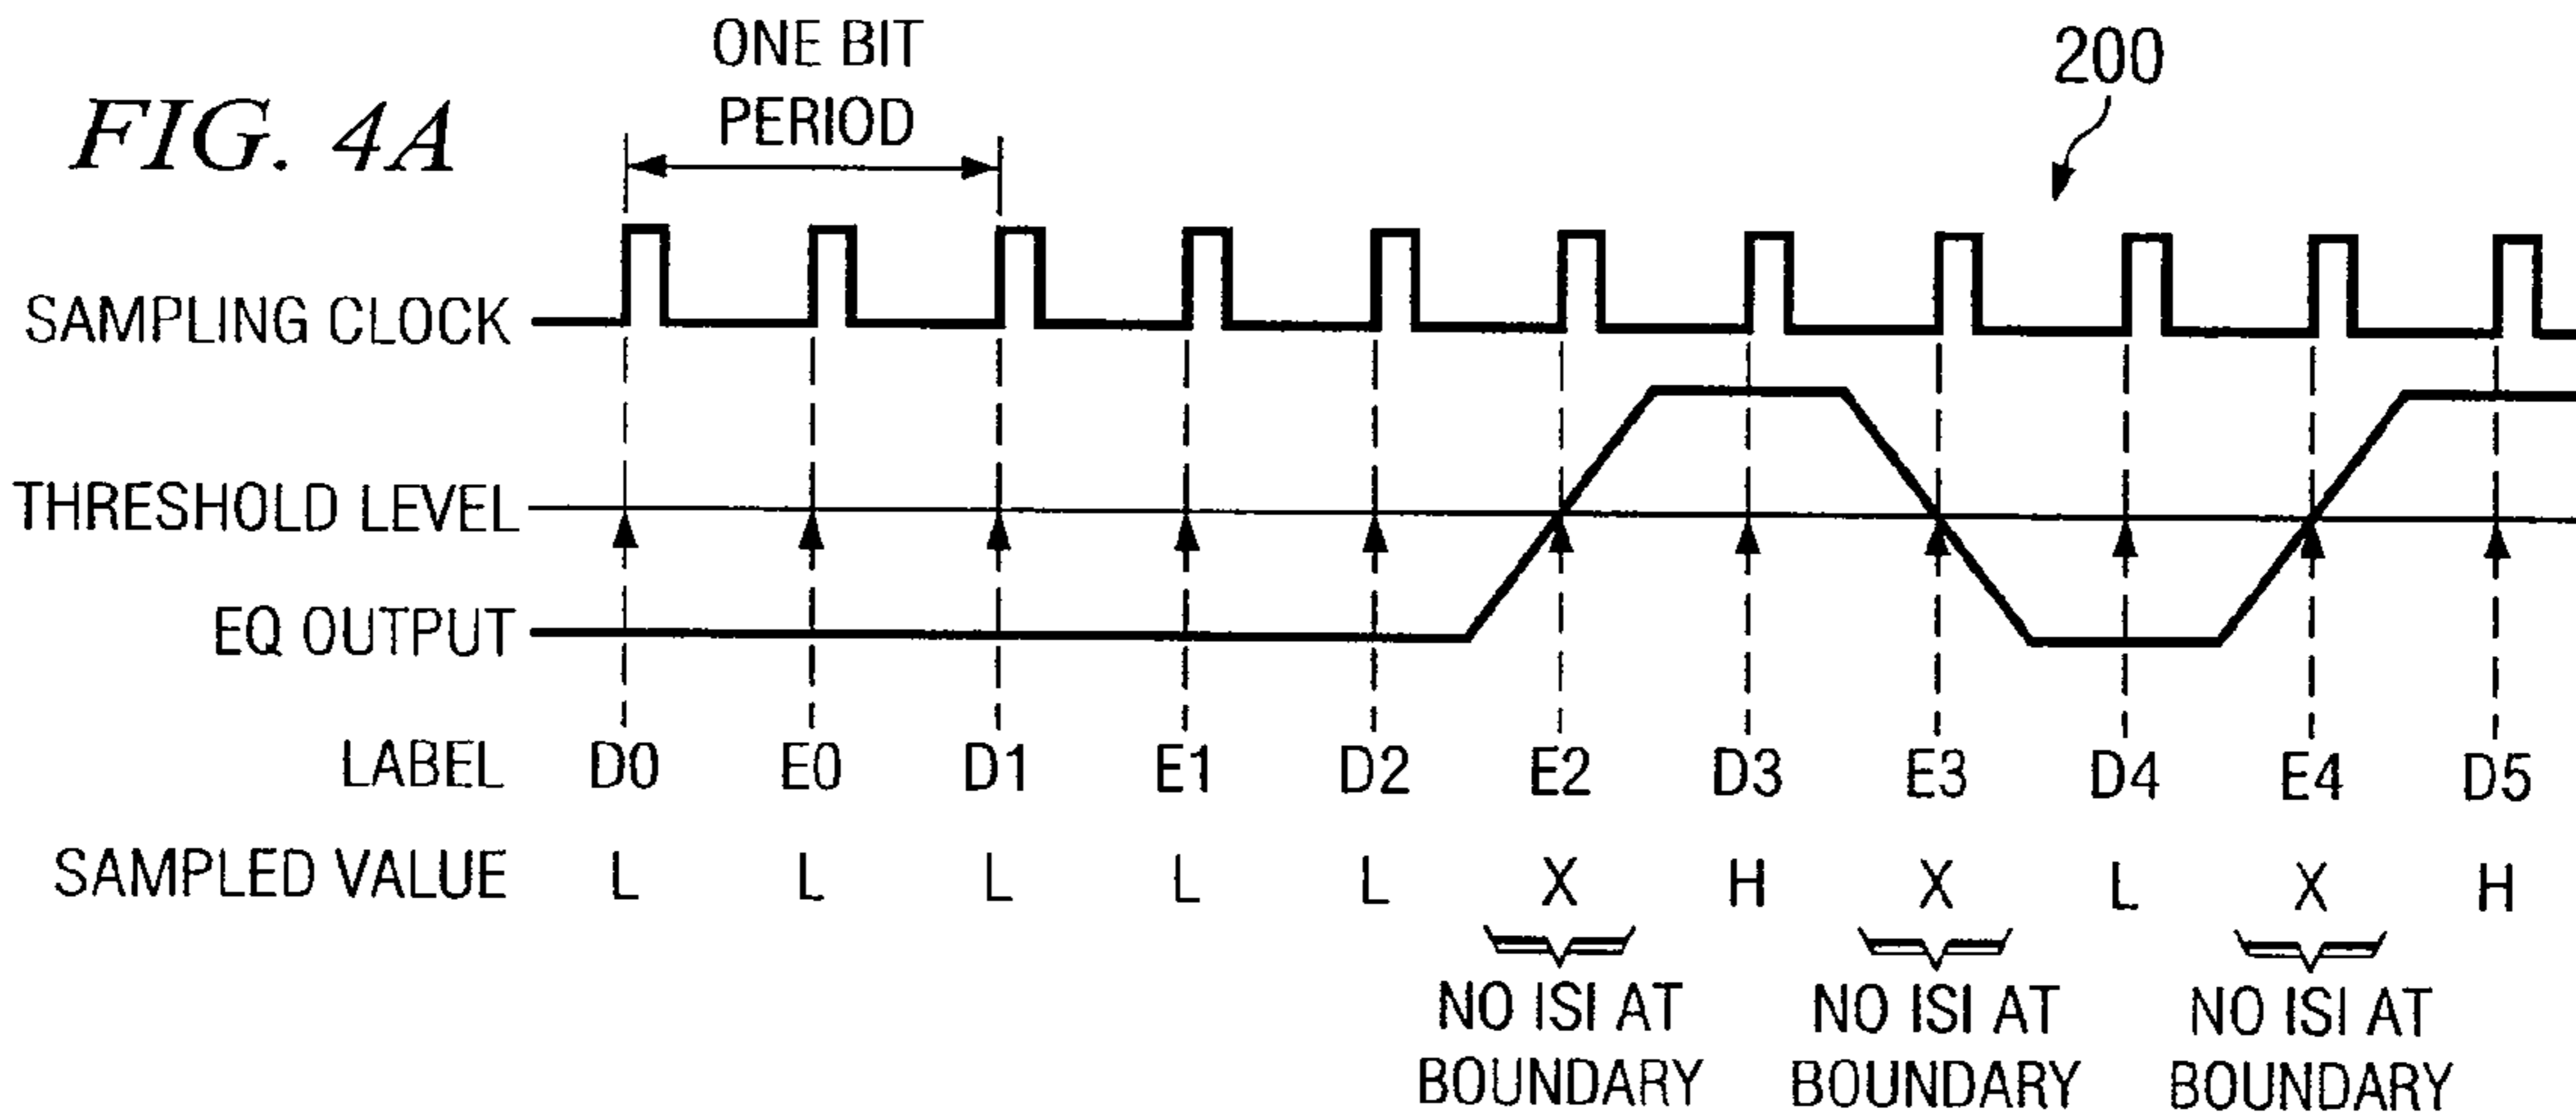 FIG. 4A
ONE BIT
PERIOD
200
SAMPLING CLOCK
THRESHOLD LEVEL
EQ OUTPUT
LABEL D0 E0 D1 E1 D2 E2 D3 E3 D4 E4 D5
SAMPLED VALUE L L L L L X H X L X H
NO ISI AT BOUNDARY
NO ISI AT BOUNDARY
NO ISI AT BOUNDARY